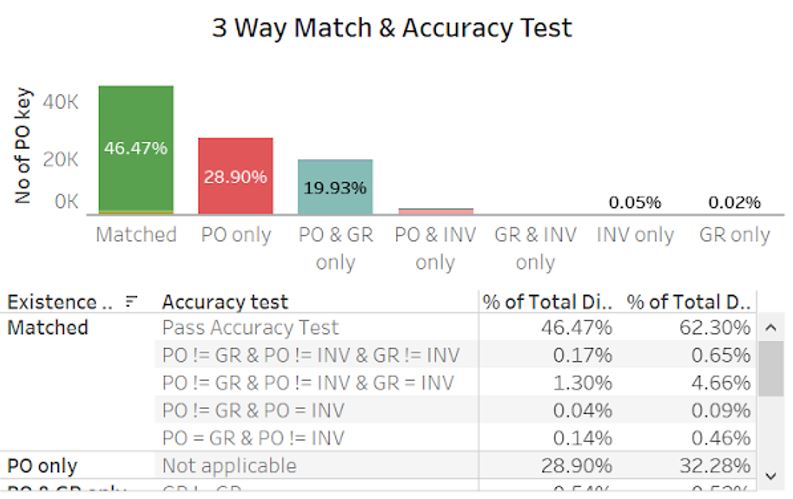 3 Way Match & Accuracy Test
No of PO key
40K
20K
0K
46.47%
28.90%
19.93%
0.05%
0.02%
Matched
PO only
PO & GR only
PO & INV only
GR & INV only
INV only
GR only
Existence .. Accuracy test % of Total Di.. % of Total D..
Matched Pass Accuracy Test 46.47% 62.30%
PO != GR & PO != INV & GR != INV 0.17% 0.65%
PO != GR & PO != INV & GR = INV 1.30% 4.66%
PO != GR & PO = INV 0.04% 0.09%
PO = GR & PO != INV 0.14% 0.46%
PO only Not applicable 28.90% 32.28%